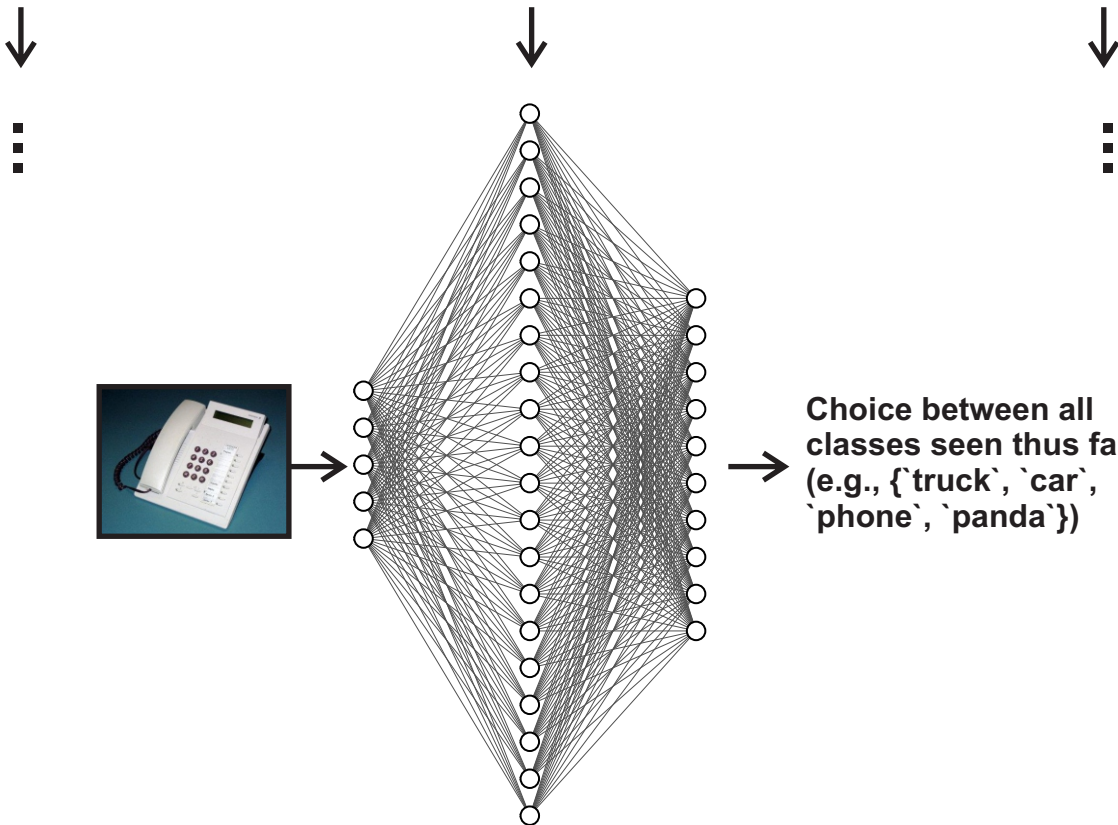 Choice between all
classes seen thus fa
(e.g., {`truck`, `car`,
`phone`, `panda`})